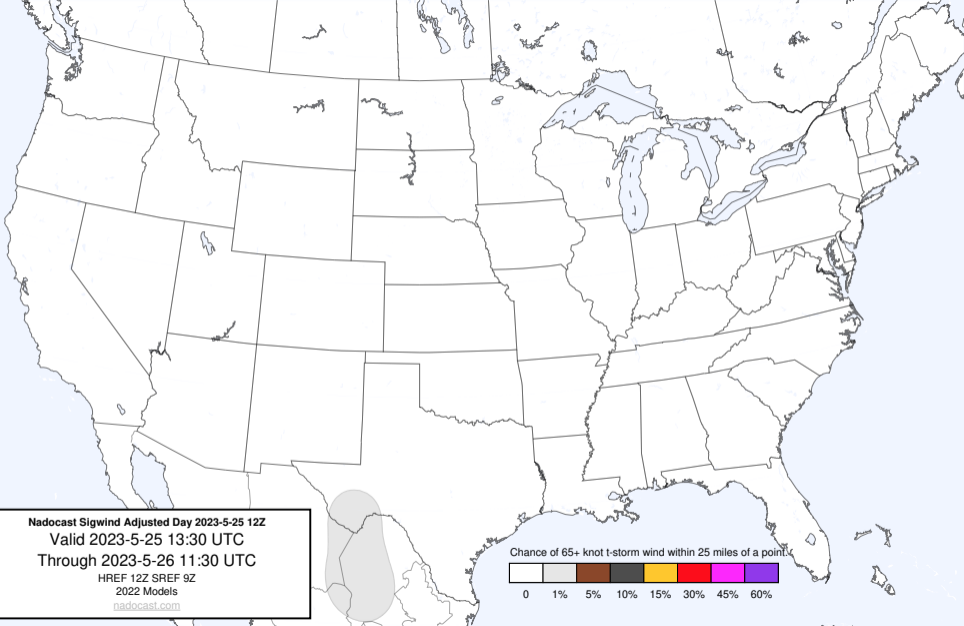 Nadocast Sigwind Adjusted Day 2023-5-25 12Z
Valid 2023-5-25 13:30 UTC
Through 2023-5-26 11:30 UTC
HREF 12Z SREF 9Z
2022 Models
nadocast.com
Chance of 65+ knot t-storm wind within 25 miles of a point.
0 1% 5% 10% 15% 30% 45% 60%